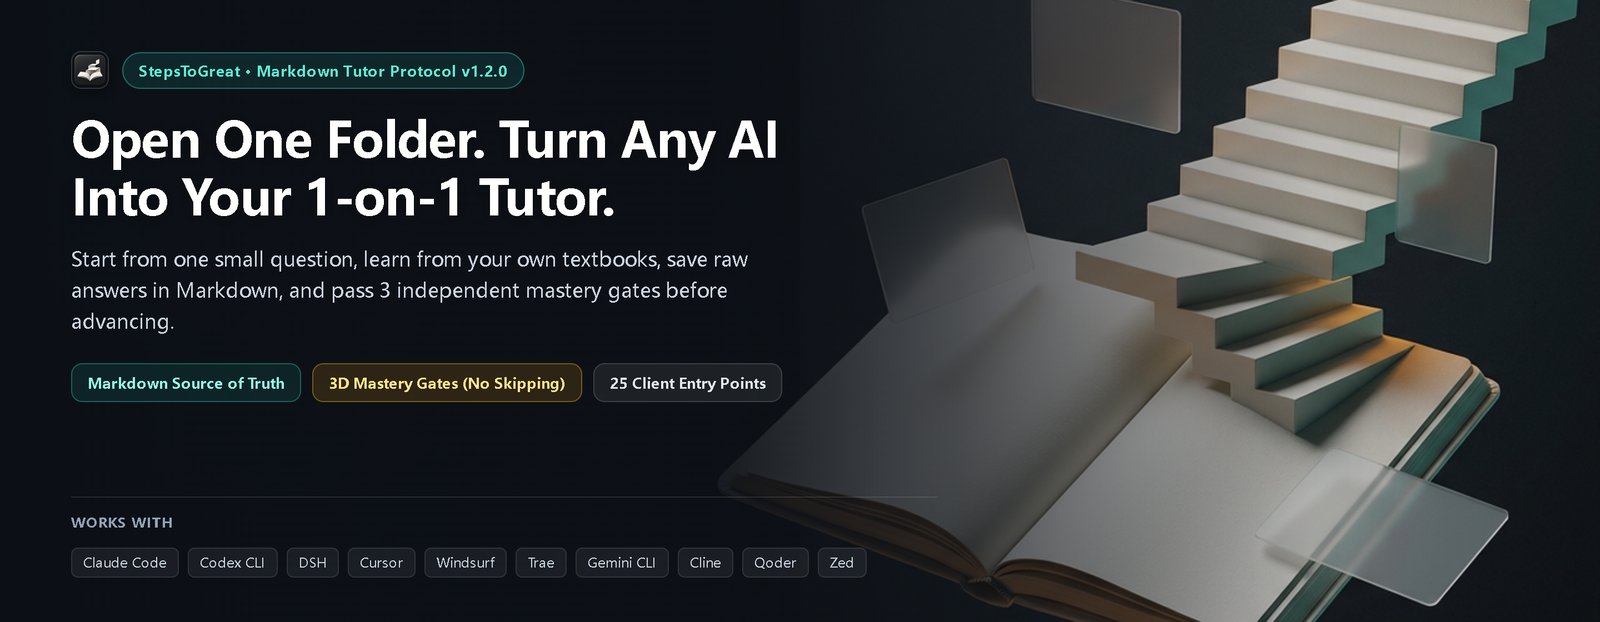 StepsToGreat • Markdown Tutor Protocol v1.2.0
Open One Folder. Turn Any AI
Into Your 1-on-1 Tutor.
Start from one small question, learn from your own textbooks, save raw
answers in Markdown, and pass 3 independent mastery gates before
advancing.
Markdown Source of Truth
3D Mastery Gates (No Skipping)
25 Client Entry Points
WORKS WITH
Claude Code
Codex CLI
DSH
Cursor
Windsurf
Trae
Gemini CLI
Cline
Qoder
Zed